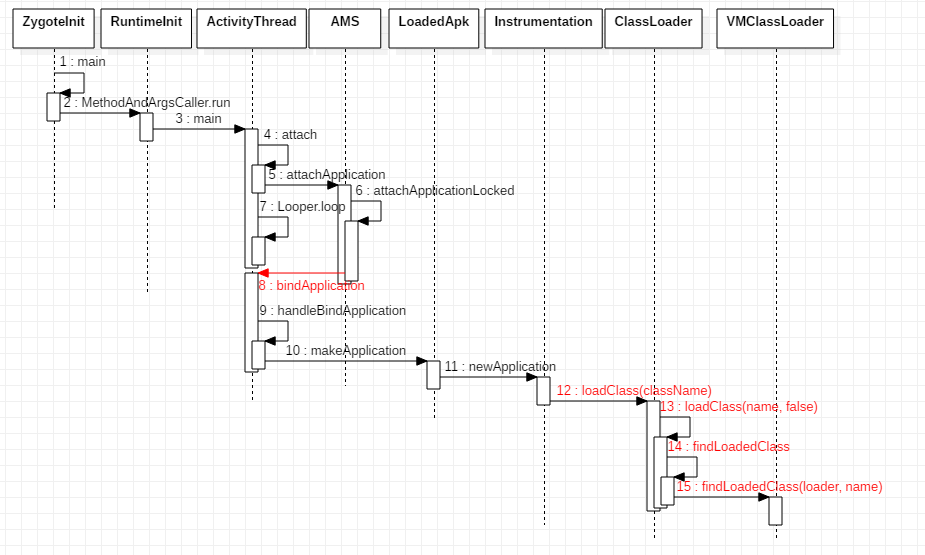 ZygoteInit RuntimeInit ActivityThread AMS LoadedApk Instrumentation ClassLoader VMClassLoader
1 : main
2 : MethodAndArgsCaller.run
3 : main
4 : attach
5 : attachApplication
6 : attachApplicationLocked
7 : Looper.loop
8 : bindApplication
9 : handleBindApplication
10 : makeApplication
11 : newApplication
12 : loadClass(className)
13 : loadClass(name, false)
14 : findLoadedClass
15 : findLoadedClass(loader, name)